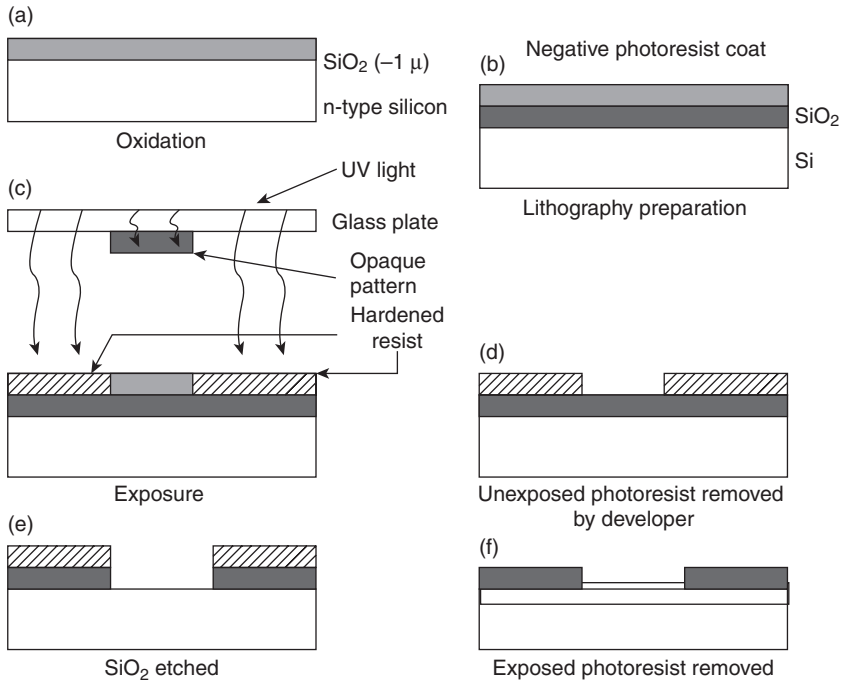 (a)
SiO₂ (–1 μ)
n-type silicon
Oxidation
(b)
Negative photoresist coat
SiO₂
Si
Lithography preparation
(c)
UV light
Glass plate
Opaque
pattern
Hardened
resist
Exposure
(d)
Unexposed photoresist removed
by developer
(e)
SiO₂ etched
(f)
Exposed photoresist removed